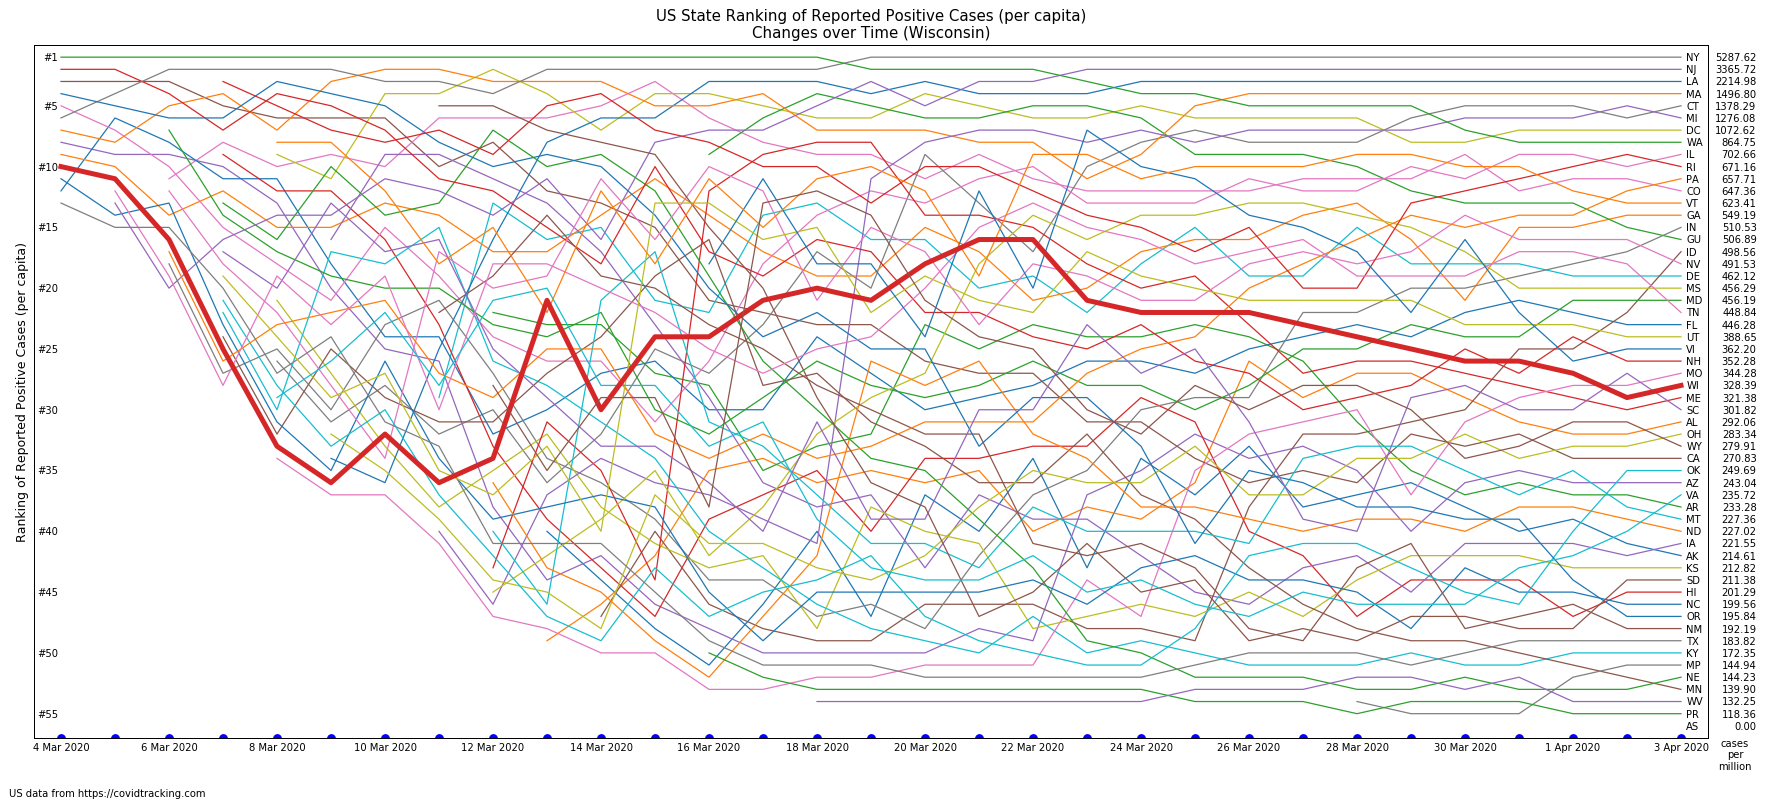 US State Ranking of Reported Positive Cases (per capita)
Changes over Time (Wisconsin)
Ranking of Reported Positive Cases (per capita)
#1
#5
#10
#15
#20
#25
#30
#35
#40
#45
#50
#55
NY 5287.62
NJ 3365.72
LA 2214.98
MA 1496.80
CT 1378.29
MI 1276.08
DC 1072.62
WA 864.75
IL 702.66
RI 671.16
PA 657.71
CO 647.36
VT 623.41
GA 549.19
IN 510.53
GU 506.89
ID 498.56
NV 491.53
DE 462.12
MS 456.29
MD 456.19
TN 448.84
FL 446.28
UT 388.65
VI 362.20
NH 352.28
MO 344.28
WI 328.39
ME 321.38
SC 301.82
AL 292.06
OH 283.34
WY 279.91
CA 270.83
OK 249.69
AZ 243.04
VA 235.72
AR 233.28
MT 227.36
ND 227.02
IA 221.55
AK 214.61
KS 212.82
SD 211.38
HI 201.29
NC 199.56
OR 195.84
NM 192.19
TX 183.82
KY 172.35
MP 144.94
NE 144.23
MN 139.90
WV 132.25
PR 118.36
AS 0.00
4 Mar 2020 6 Mar 2020 8 Mar 2020 10 Mar 2020 12 Mar 2020 14 Mar 2020 16 Mar 2020 18 Mar 2020 20 Mar 2020 22 Mar 2020 24 Mar 2020 26 Mar 2020 28 Mar 2020 30 Mar 2020 1 Apr 2020 3 Apr 2020
cases
per
million
US data from https://covidtracking.com